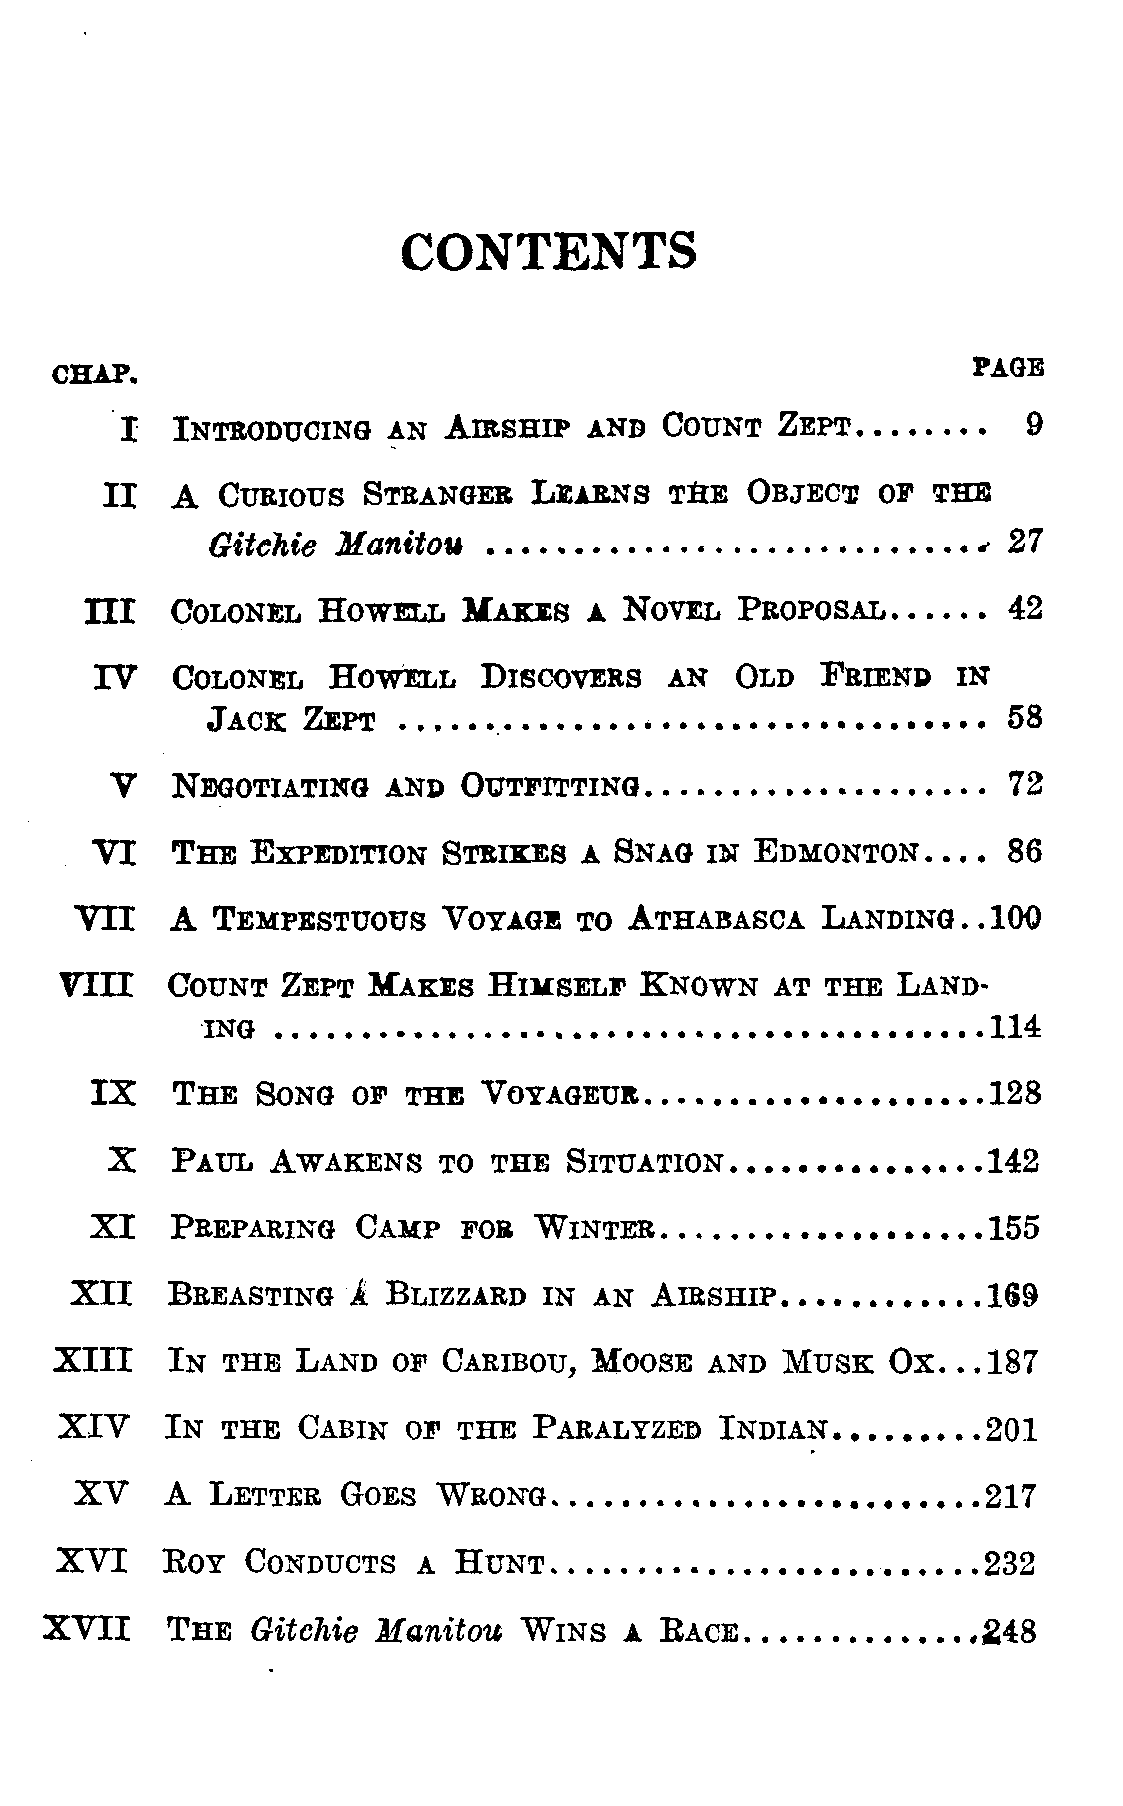 CONTENTS
CHAP. PAGE
I INTRODUCING AN AIRSHIP AND COUNT ZEPT........ 9
II A CURIOUS STRANGER LEARNS THE OBJECT OF THE
Gitchie Manitou ............................. 27
III COLONEL HOWELL MAKES A NOVEL PROPOSAL...... 42
IV COLONEL HOWELL DISCOVERS AN OLD FRIEND IN
JACK ZEPT .................................. 58
V NEGOTIATING AND OUTFITTING.................... 72
VI THE EXPEDITION STRIKES A SNAG IN EDMONTON.... 86
VII A TEMPESTUOUS VOYAGE TO ATHABASCA LANDING..100
VIII COUNT ZEPT MAKES HIMSELF KNOWN AT THE LAND-
ING .........................................114
IX THE SONG OF THE VOYAGEUR....................128
X PAUL AWAKENS TO THE SITUATION...............142
XI PREPARING CAMP FOR WINTER...................155
XII BREASTING A BLIZZARD IN AN AIRSHIP............169
XIII IN THE LAND OF CARIBOU, MOOSE AND MUSK OX...187
XIV IN THE CABIN OF THE PARALYZED INDIAN.........201
XV A LETTER GOES WRONG.........................217
XVI ROY CONDUCTS A HUNT.........................232
XVII THE Gitchie Manitou WINS A RACE..............248